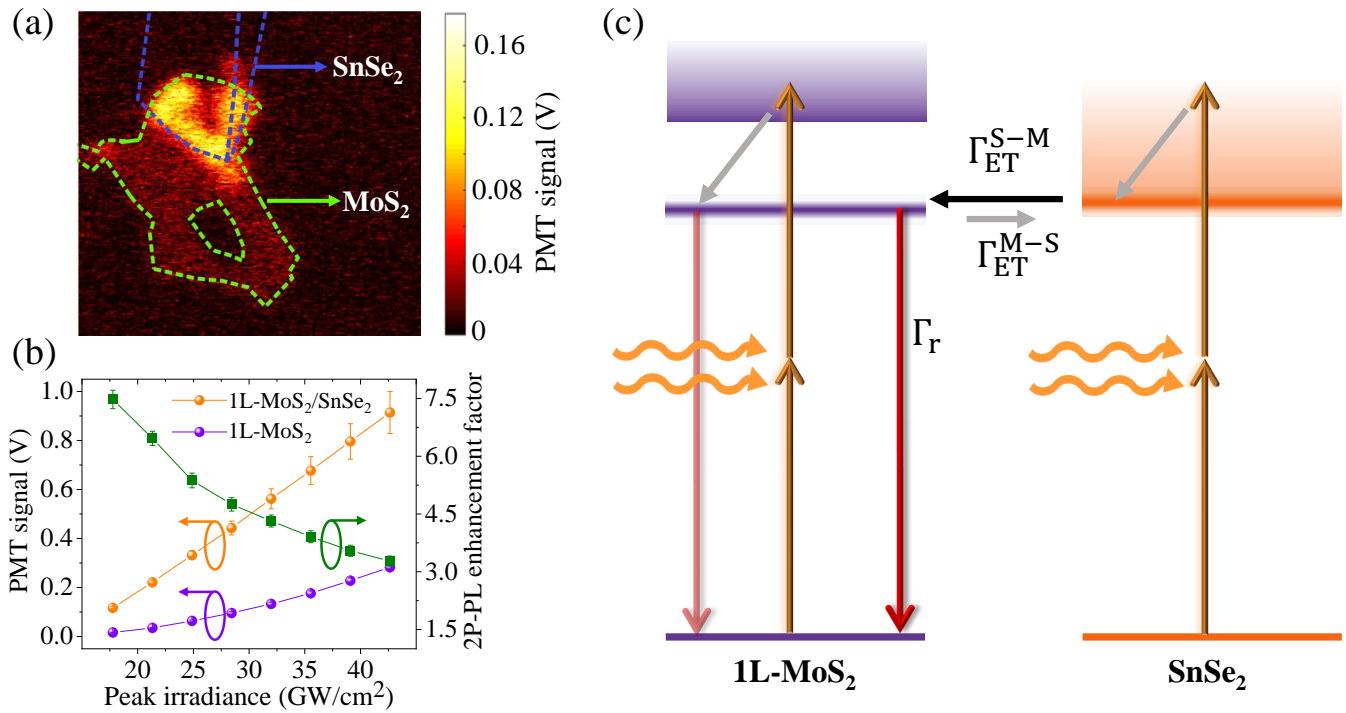 (a)
SnSe₂
MoS₂
0.16
0.12
0.08
0.04
0
PMT signal (V)
(b)
1.0
0.8
0.6
0.4
0.2
0.0
PMT signal (V)
1L-MoS₂/SnSe₂
1L-MoS₂
7.5
6.0
4.5
3.0
1.5
2P-PL enhancement factor
20 25 30 35 40
Peak irradiance (GW/cm²)
(c)
Γ_ET^S−M
Γ_ET^M−S
Γ_r
1L-MoS₂
SnSe₂